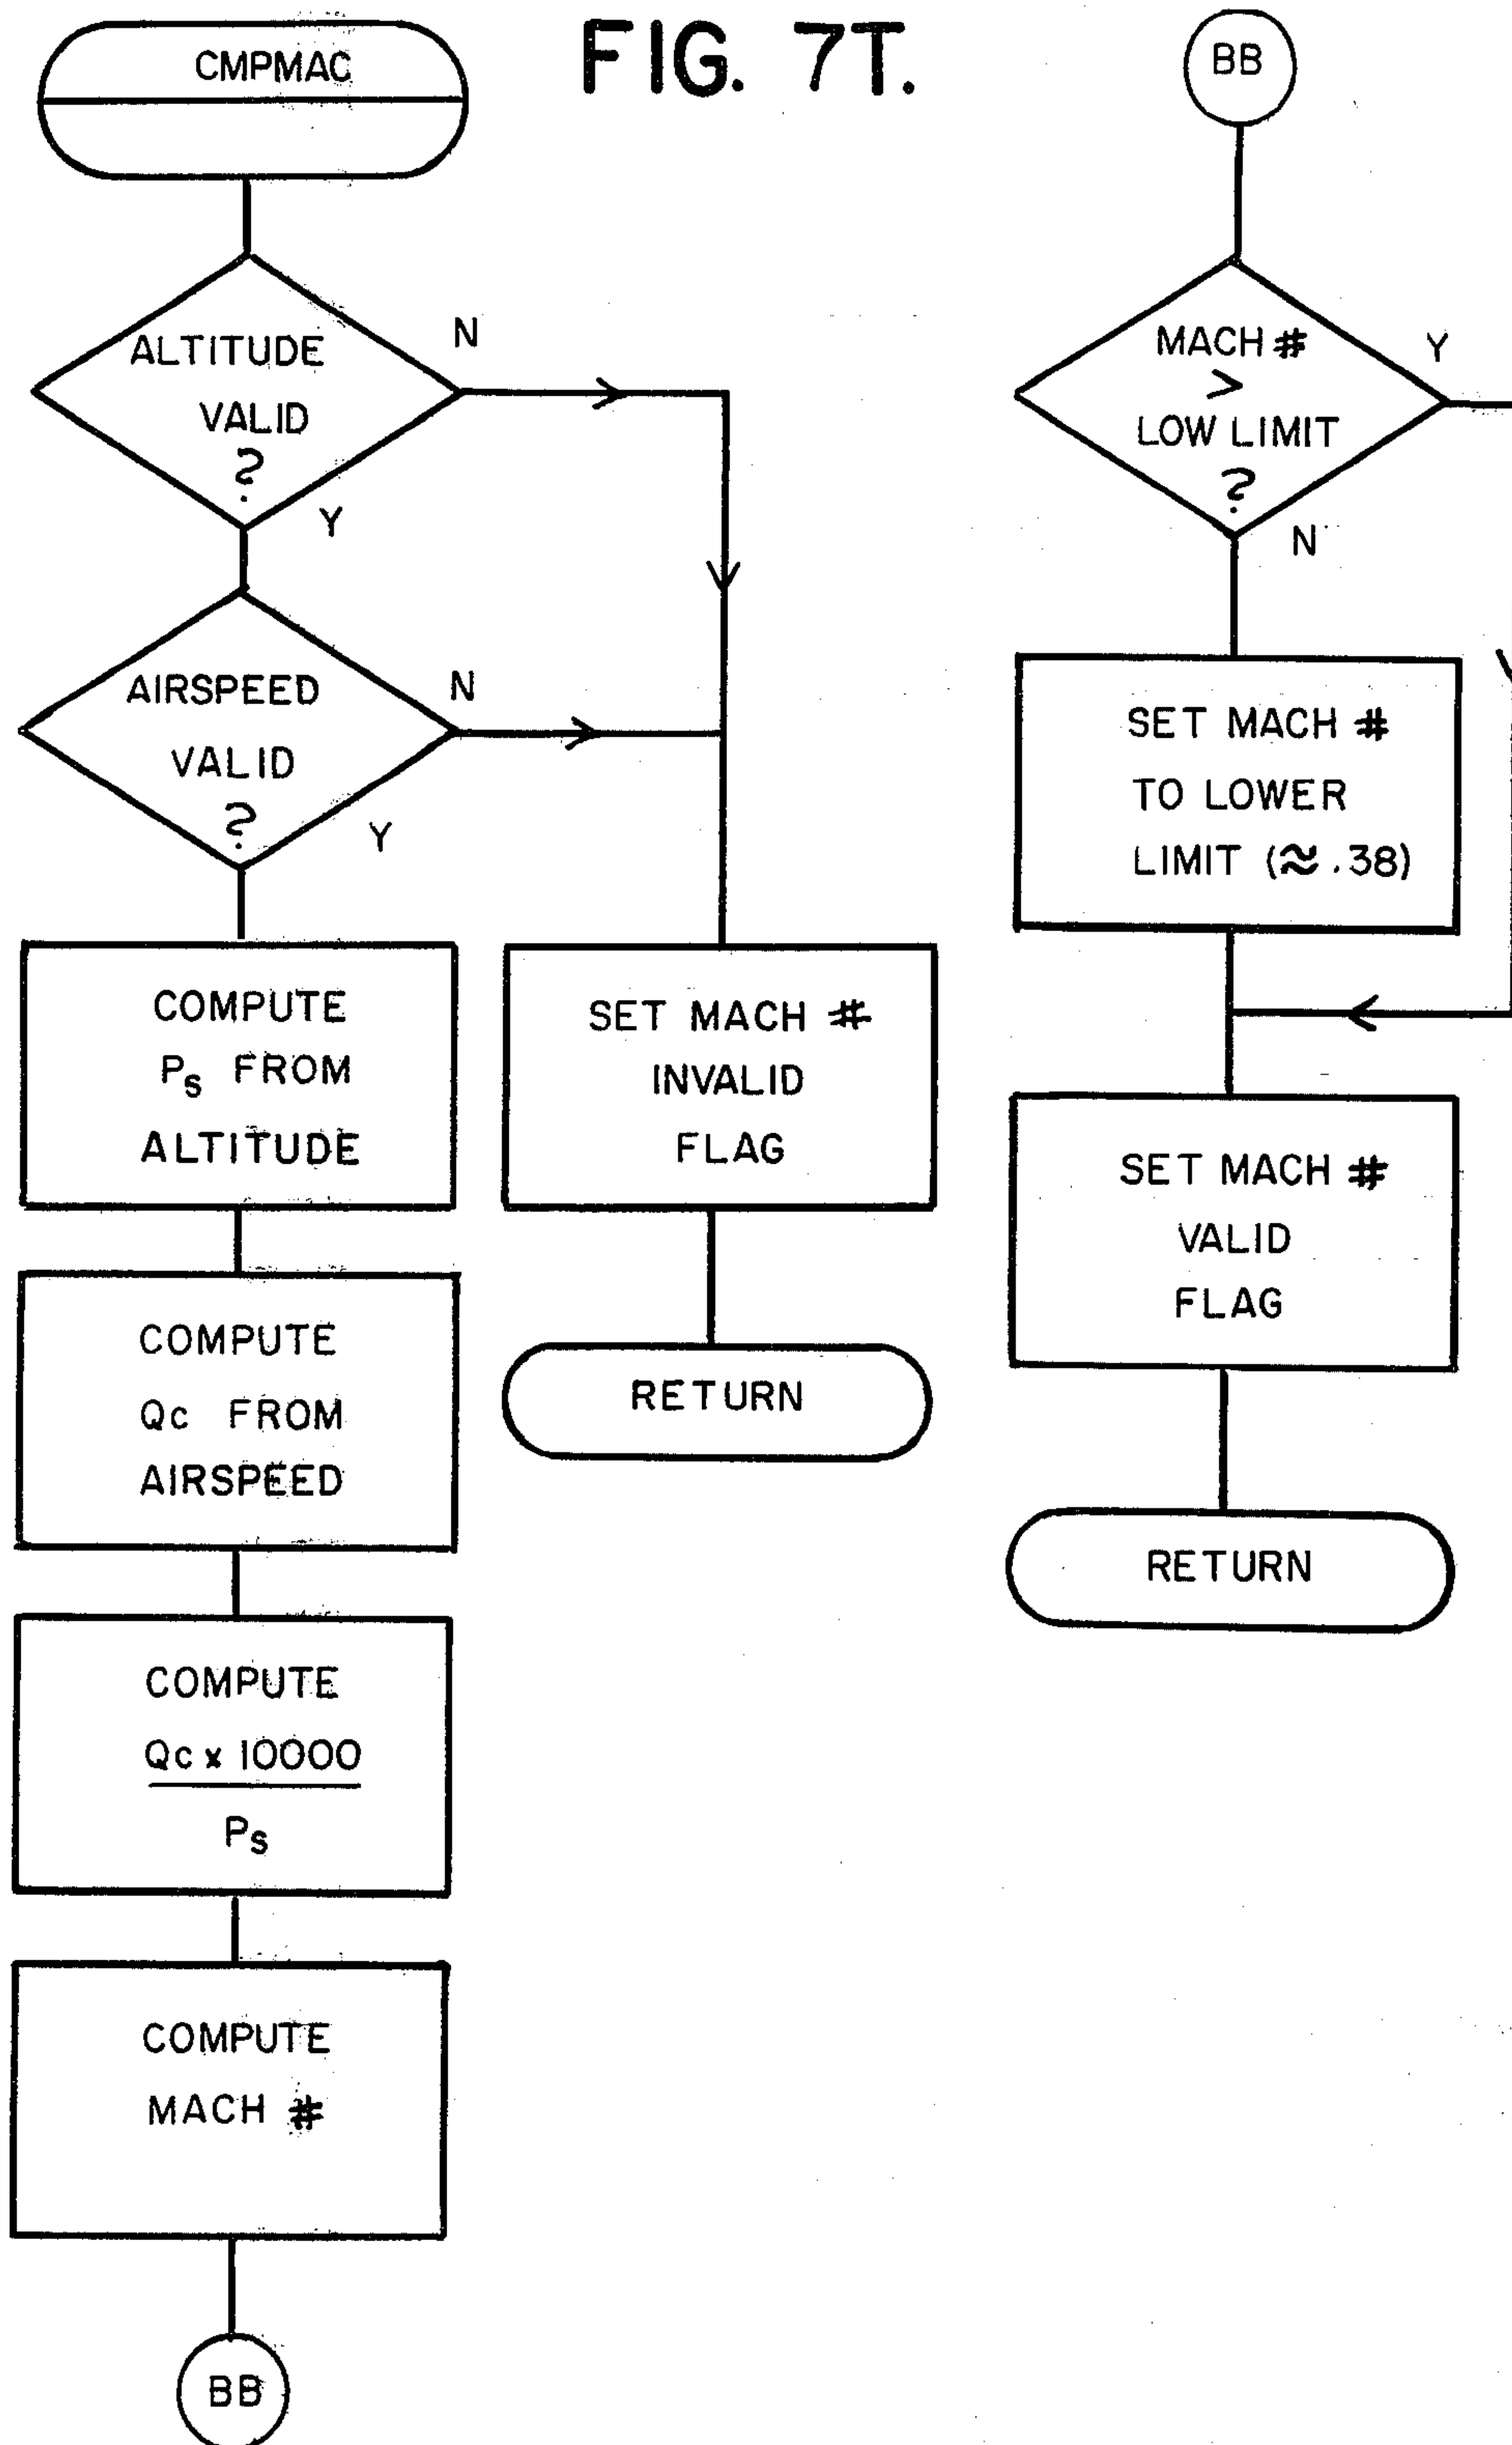 FIG. 7T.
CMPMAC
ALTITUDE
VALID
?
N
Y
AIRSPEED
VALID
?
N
Y
COMPUTE
Ps FROM
ALTITUDE
COMPUTE
Qc FROM
AIRSPEED
COMPUTE
Qc x 10000
Ps
COMPUTE
MACH #
BB
SET MACH #
INVALID
FLAG
RETURN
BB
MACH #
>
LOW LIMIT
?
Y
N
SET MACH #
TO LOWER
LIMIT (≈ .38)
SET MACH #
VALID
FLAG
RETURN